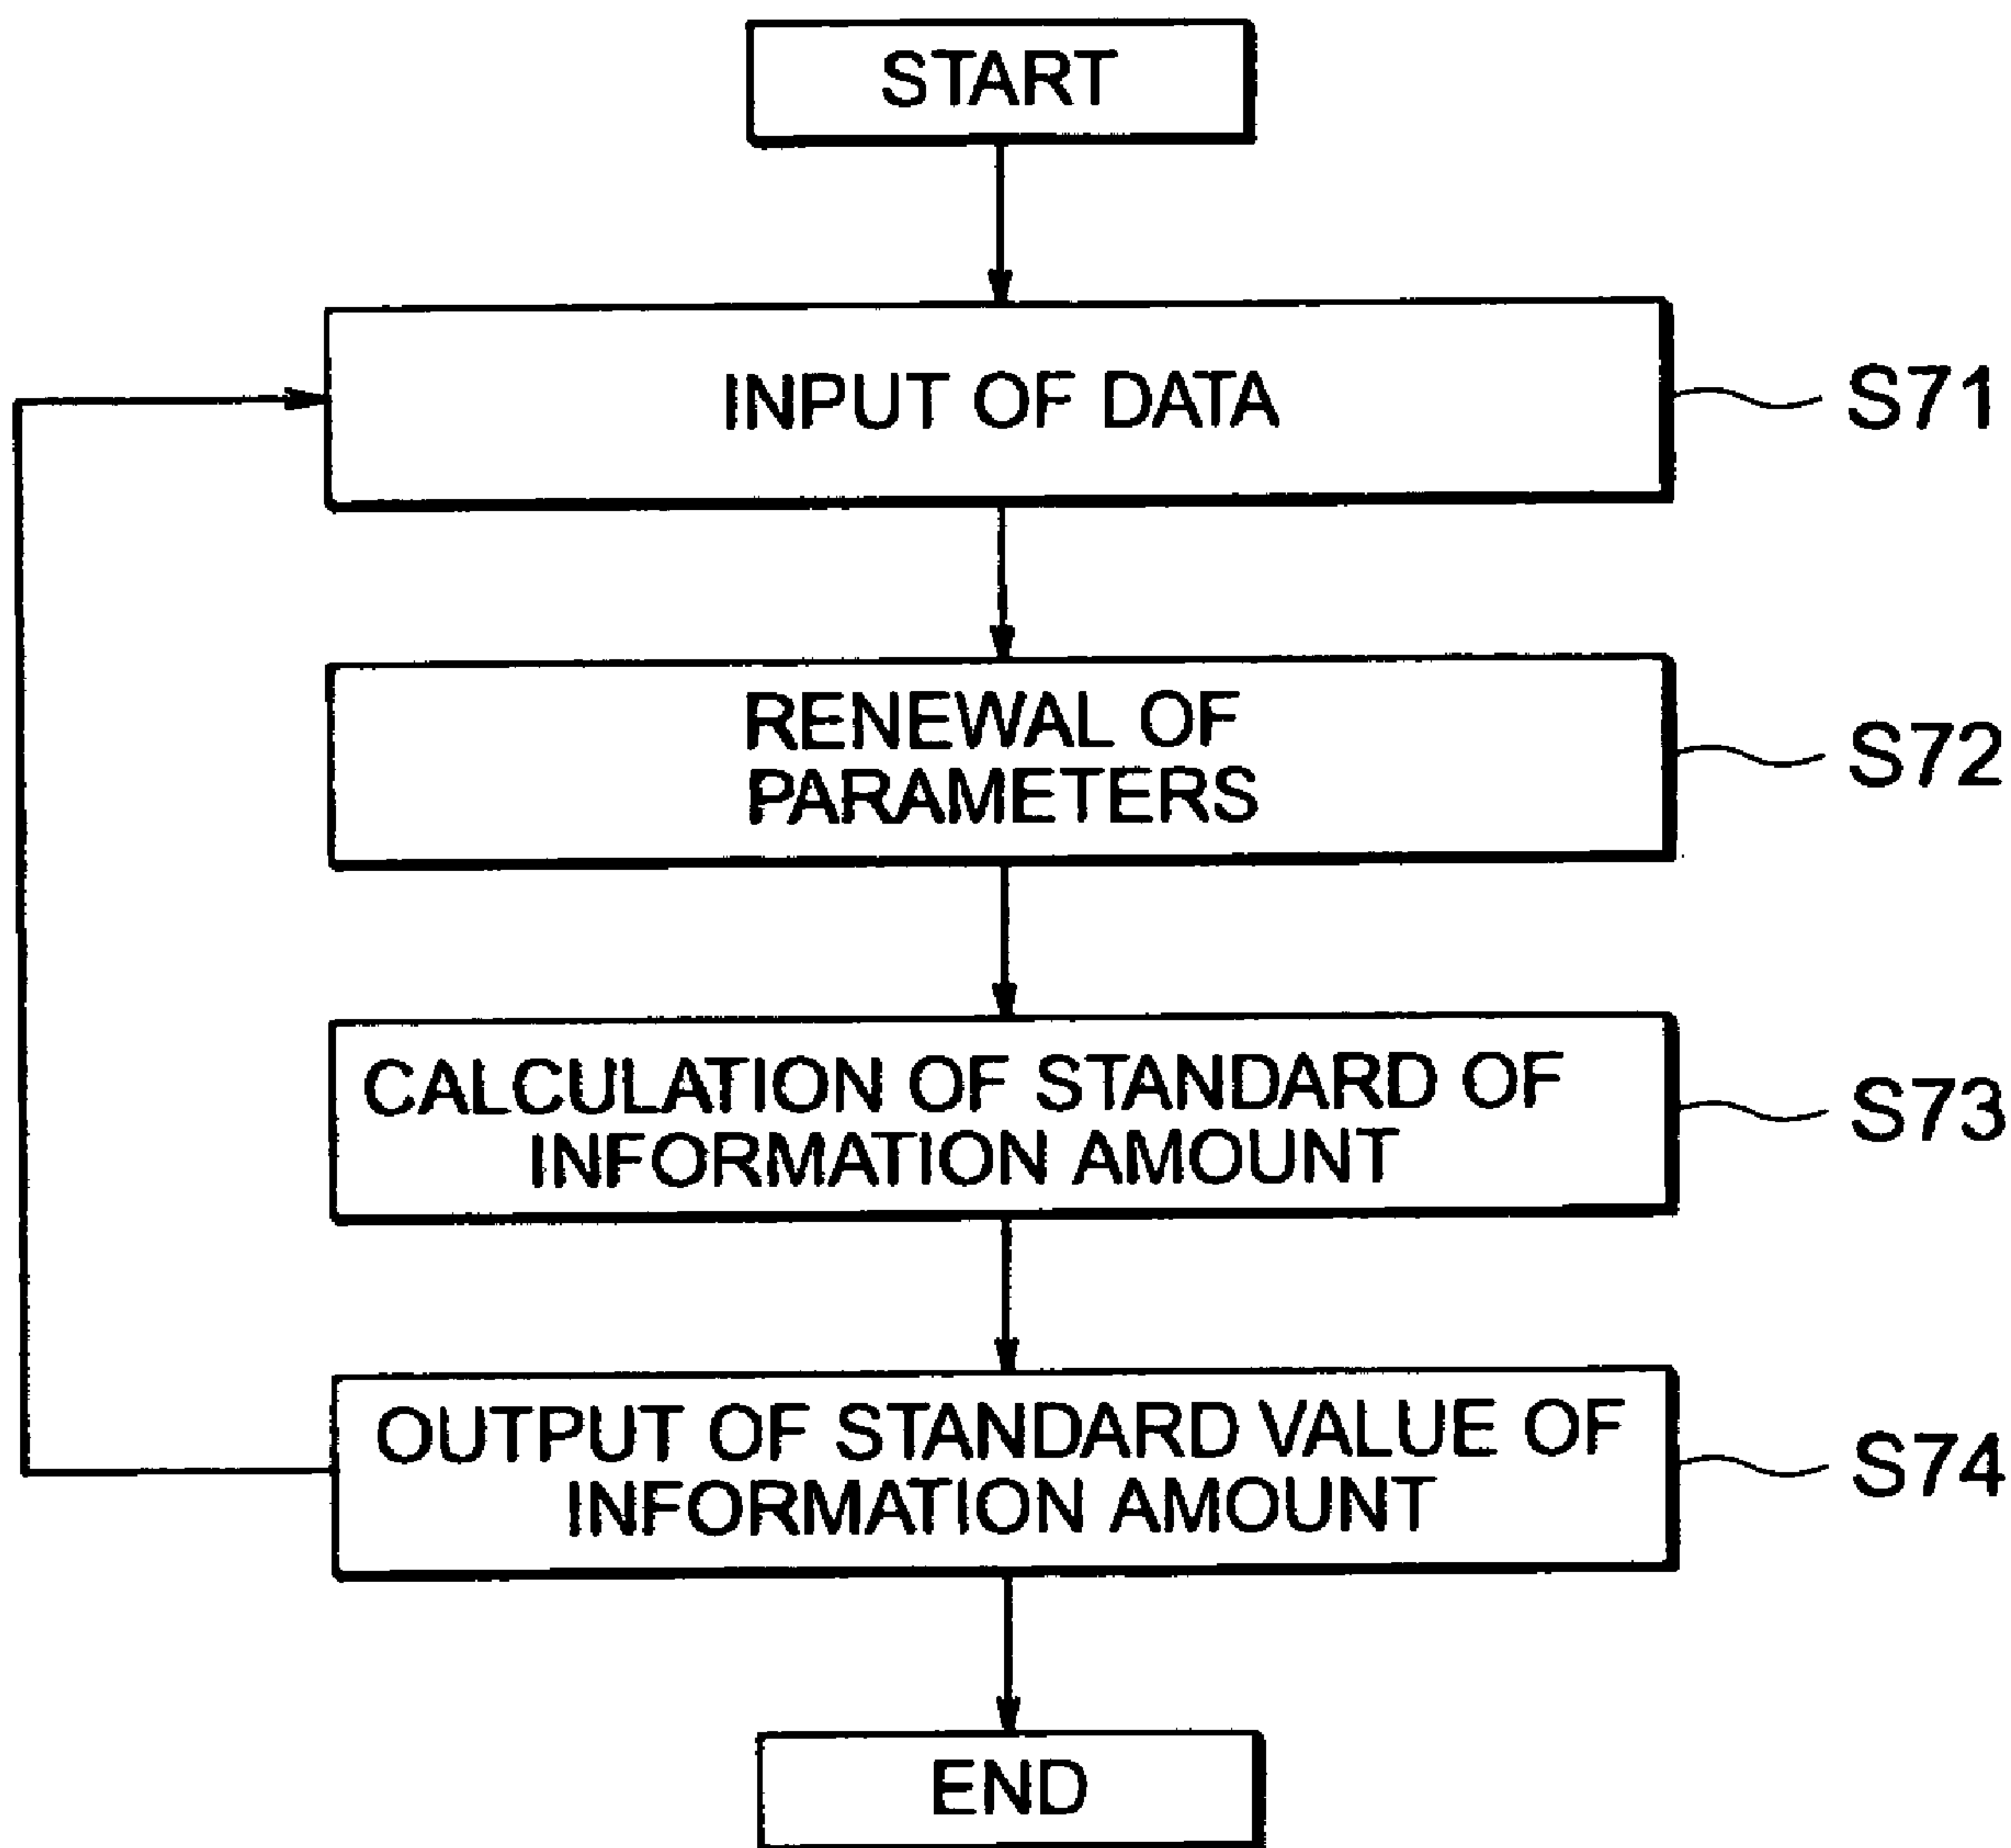 START
INPUT OF DATA
S71
RENEWAL OF
PARAMETERS
S72
CALCULATION OF STANDARD OF
INFORMATION AMOUNT
S73
OUTPUT OF STANDARD VALUE OF
INFORMATION AMOUNT
S74
END